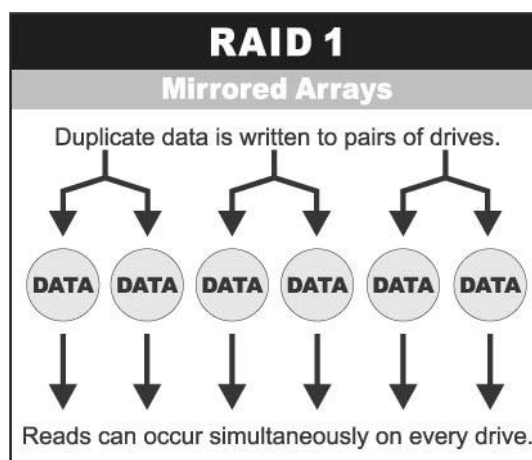 RAID 1
Mirrored Arrays
Duplicate data is written to pairs of drives.
DATA DATA DATA DATA DATA DATA
Reads can occur simultaneously on every drive.